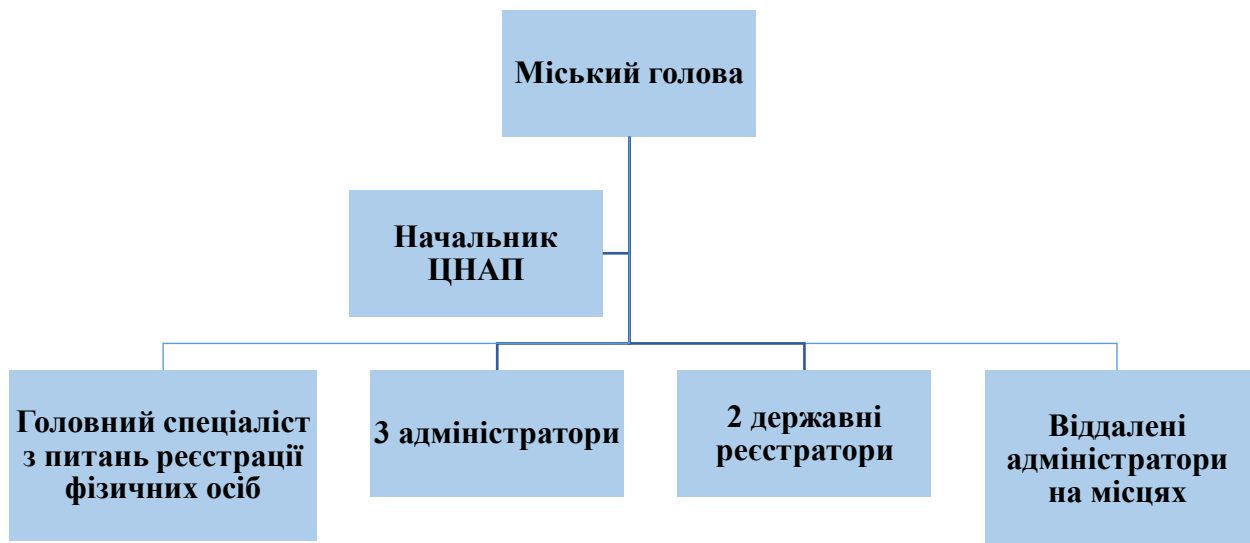 Міський голова
Начальник
ЦНАП
Головний спеціаліст
з питань реєстрації
фізичних осіб
3 адміністратори
2 державні
реєстратори
Віддалені
адміністратори
на місцях